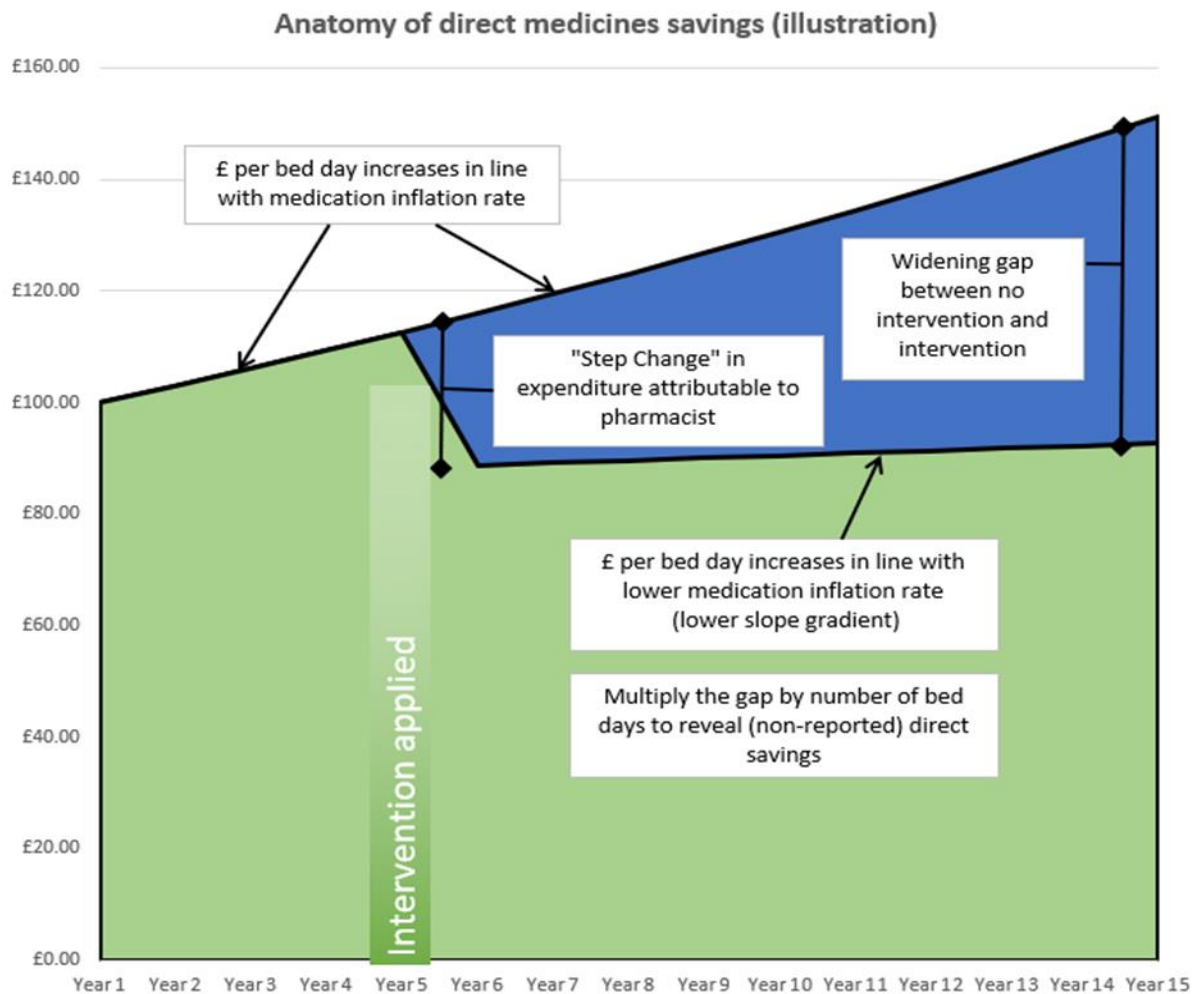 Anatomy of direct medicines savings (illustration)
£160.00
£140.00
£120.00
£100.00
£80.00
£60.00
£40.00
£20.00
£0.00
£ per bed day increases in line
with medication inflation rate
Widening gap
between no
intervention and
intervention
"Step Change" in
expenditure attributable to
pharmacist
£ per bed day increases in line with
lower medication inflation rate
(lower slope gradient)
Multiply the gap by number of bed
days to reveal (non-reported) direct
savings
Intervention applied
Year 1 Year 2 Year 3 Year 4 Year 5 Year 6 Year 7 Year 8 Year 9 Year 10 Year 11 Year 12 Year 13 Year 14 Year 15